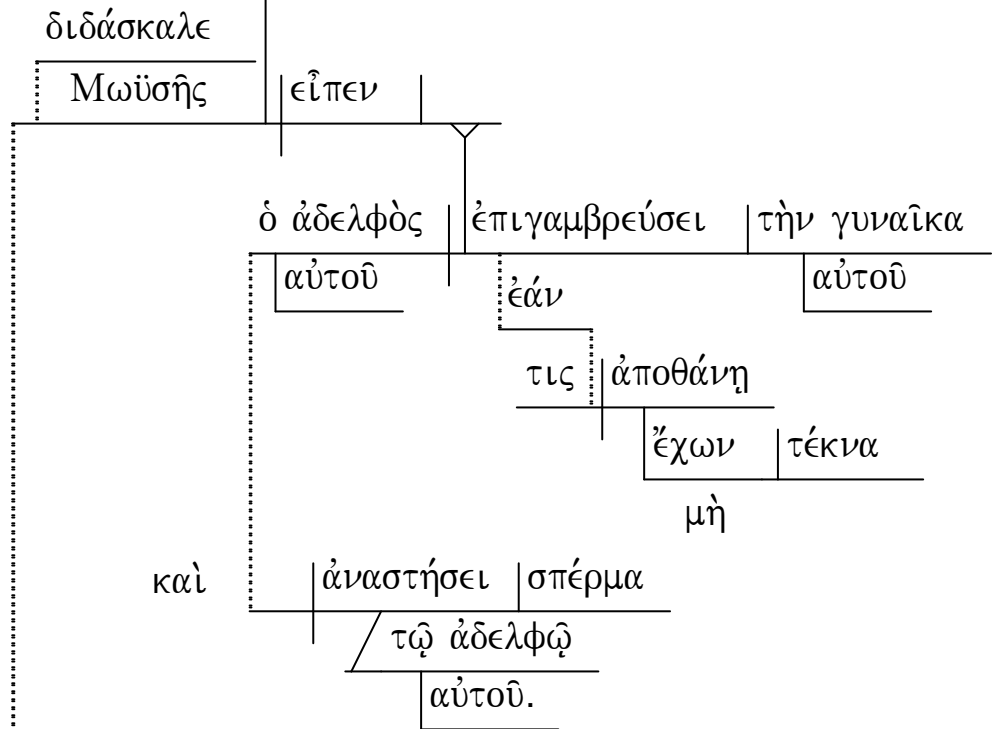 διδάσκαλε
Μωϋσῆς εἶπεν
ὁ ἀδελφὸς ἐπιγαμβρεύσει τὴν γυναῖκα
αὐτοῦ αὐτοῦ
ἐάν
τις ἀποθάνῃ
ἔχων τέκνα
μὴ
καὶ ἀναστήσει σπέρμα
τῷ ἀδελφῷ
αὐτοῦ.